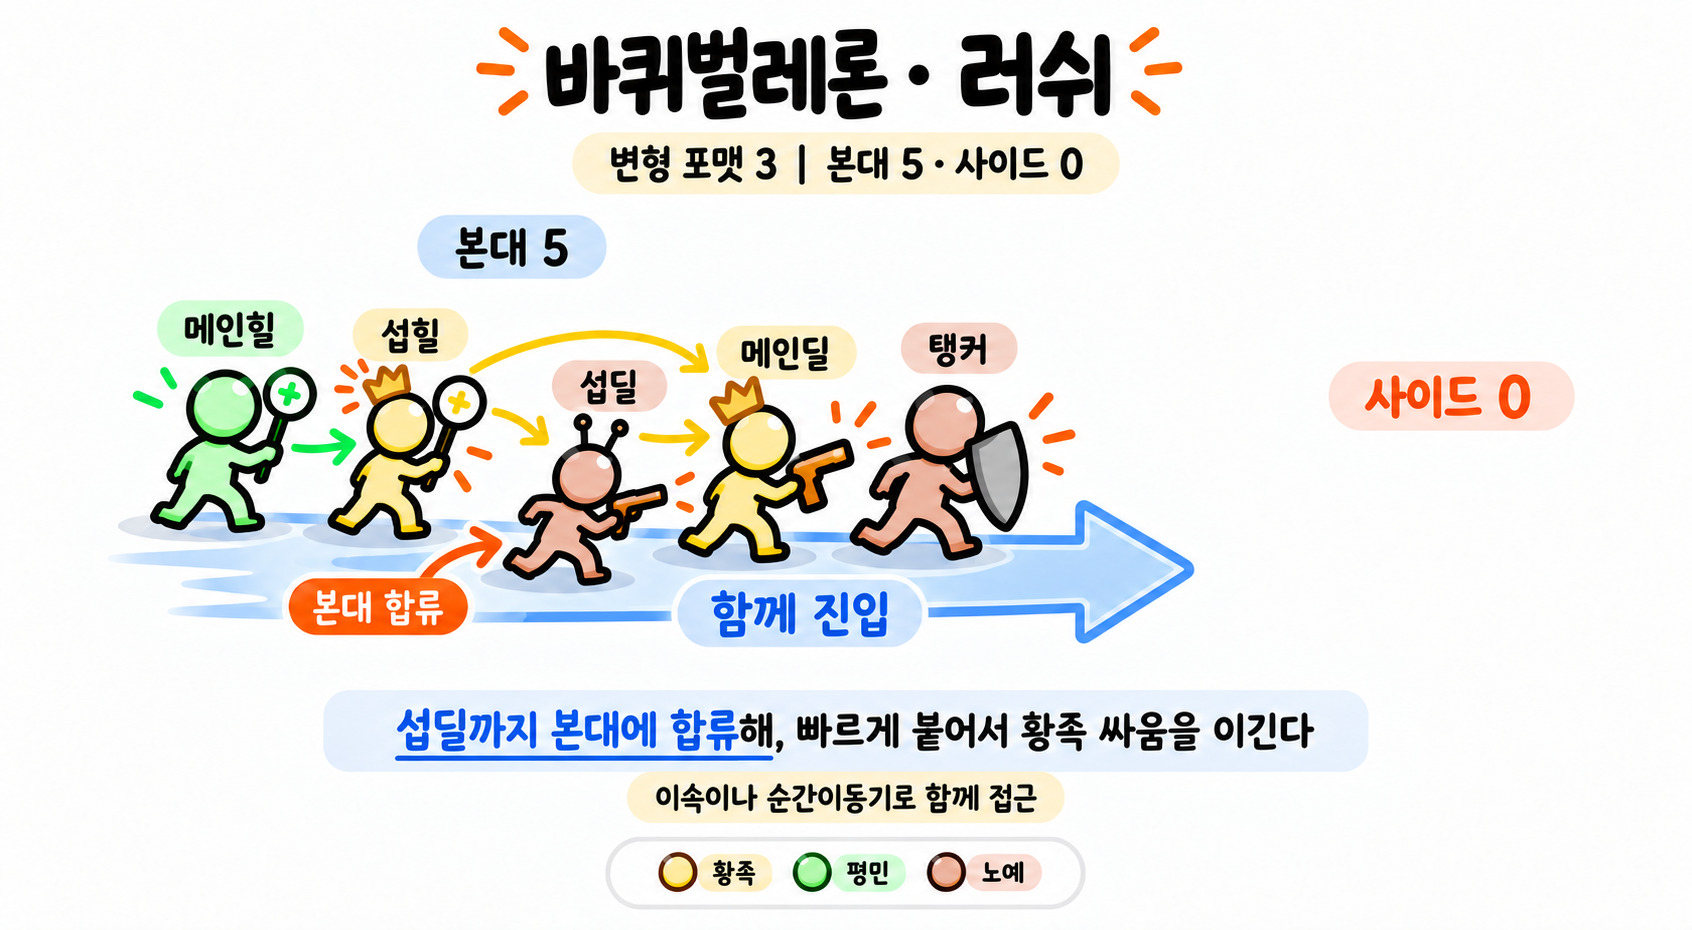 바퀴벌레론 · 러쉬
변형 포맷 3 | 본대 5 · 사이드 0
본대 5
메인힐
섭힐
섭딜
메인딜
탱커
사이드 0
본대 합류
함께 진입
섭딜까지 본대에 합류해, 빠르게 붙어서 황족 싸움을 이긴다
이속이나 순간이동기로 함께 접근
황족 평민 노예